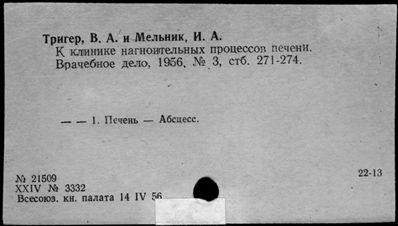 Тригер, В. А. и Мельник, И. А.
К клинике нагноительных процессов печени.
Врачебное дело, 1956, № 3, стб. 271-274.
— — 1. Печень — Абсцесс.
№ 21509
22-13
XXIV № 3332
Всесоюз. кн. палата 14 IV 56